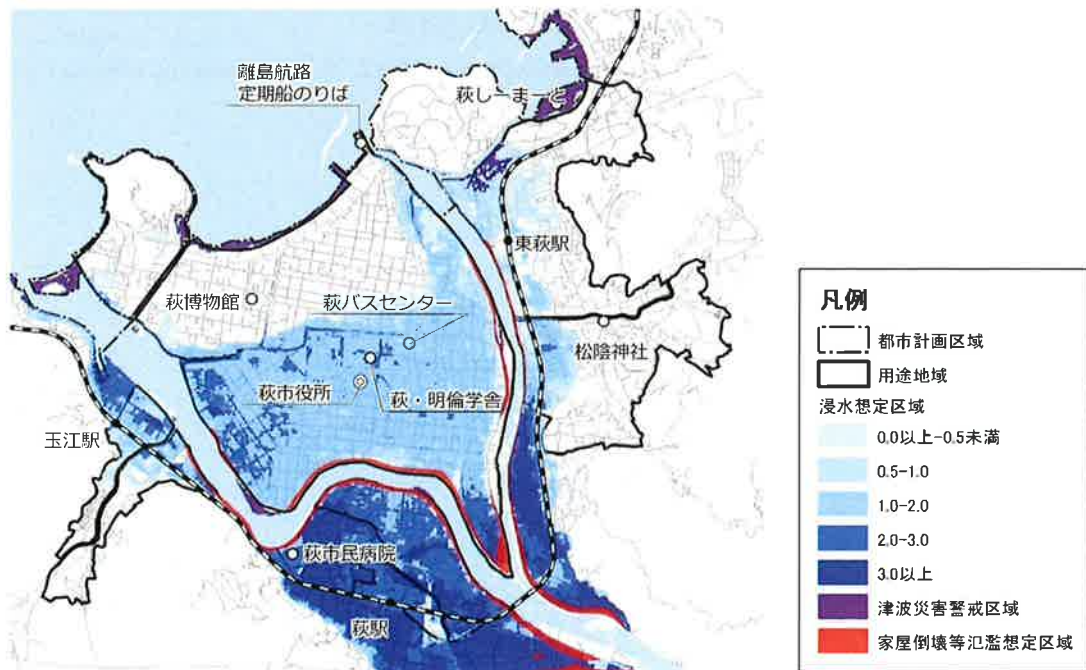 離島航路
定期船のりば
萩しーまーと
東萩駅
萩博物館
萩バスセンター
松陰神社
萩市役所
萩・明倫学舎
玉江駅
萩市民病院
萩駅
凡例
都市計画区域
用途地域
浸水想定区域
0.0以上-0.5未満
0.5-1.0
1.0-2.0
2.0-3.0
3.0以上
津波災害警戒区域
家屋倒壊等氾濫想定区域